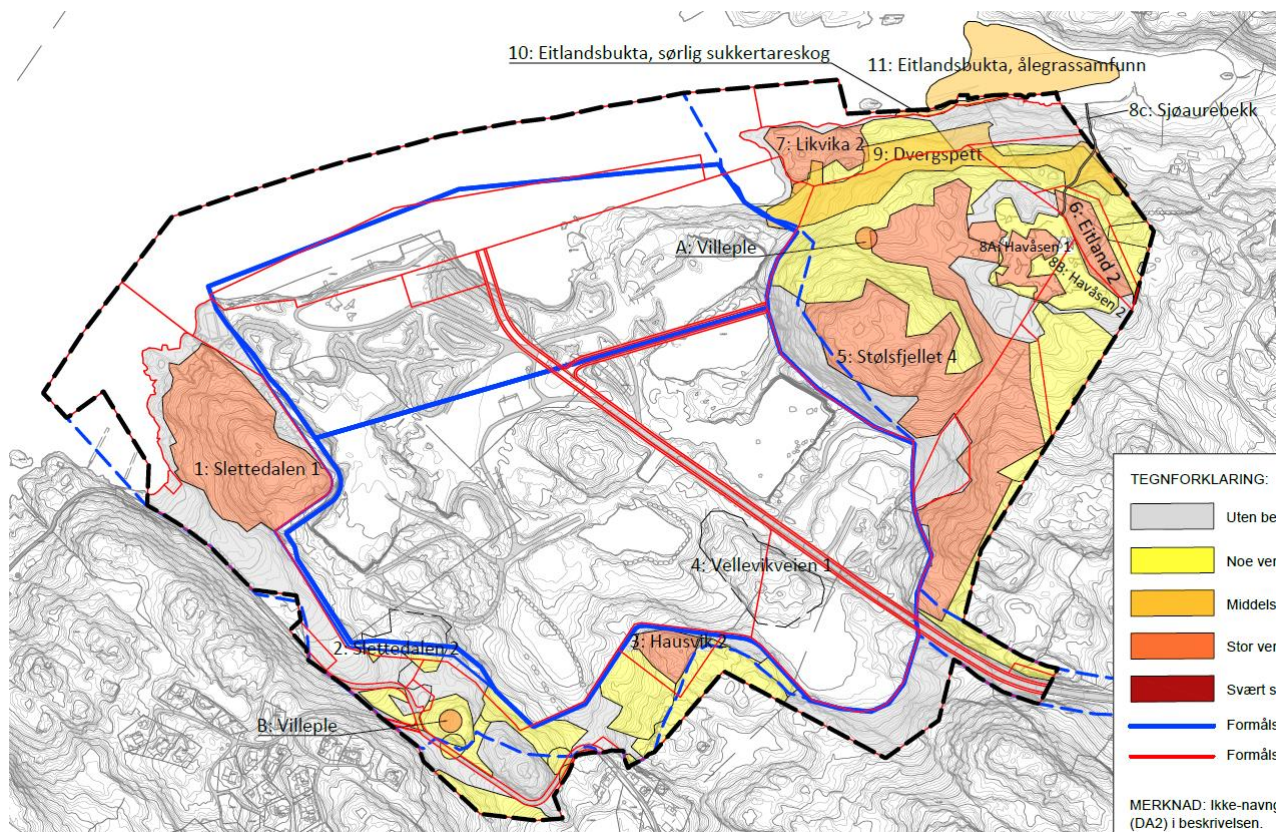 10: Eitlandsbukta, sørlig sukkertareskog
11: Eitlandsbukta, ålegrassamfunn
8c: Sjøaurebekk
7: Likvika 2
9: Dvergspett
6: Eitland 2
A: Villeple
8A: Havåsen 1
8B: Havåsen 2
5: Stølsfjellet 4
1: Slettedalen 1
4: Vellevikveien 1
3: Hausvik 2
2: Slettedalen 2
B: Villeple
TEGNFORKLARING:
Uten be
Noe ver
Middels
Stor ver
Svært s
Formåls
Formåls
MERKNAD: Ikke-navng
(DA2) i beskrivelsen.